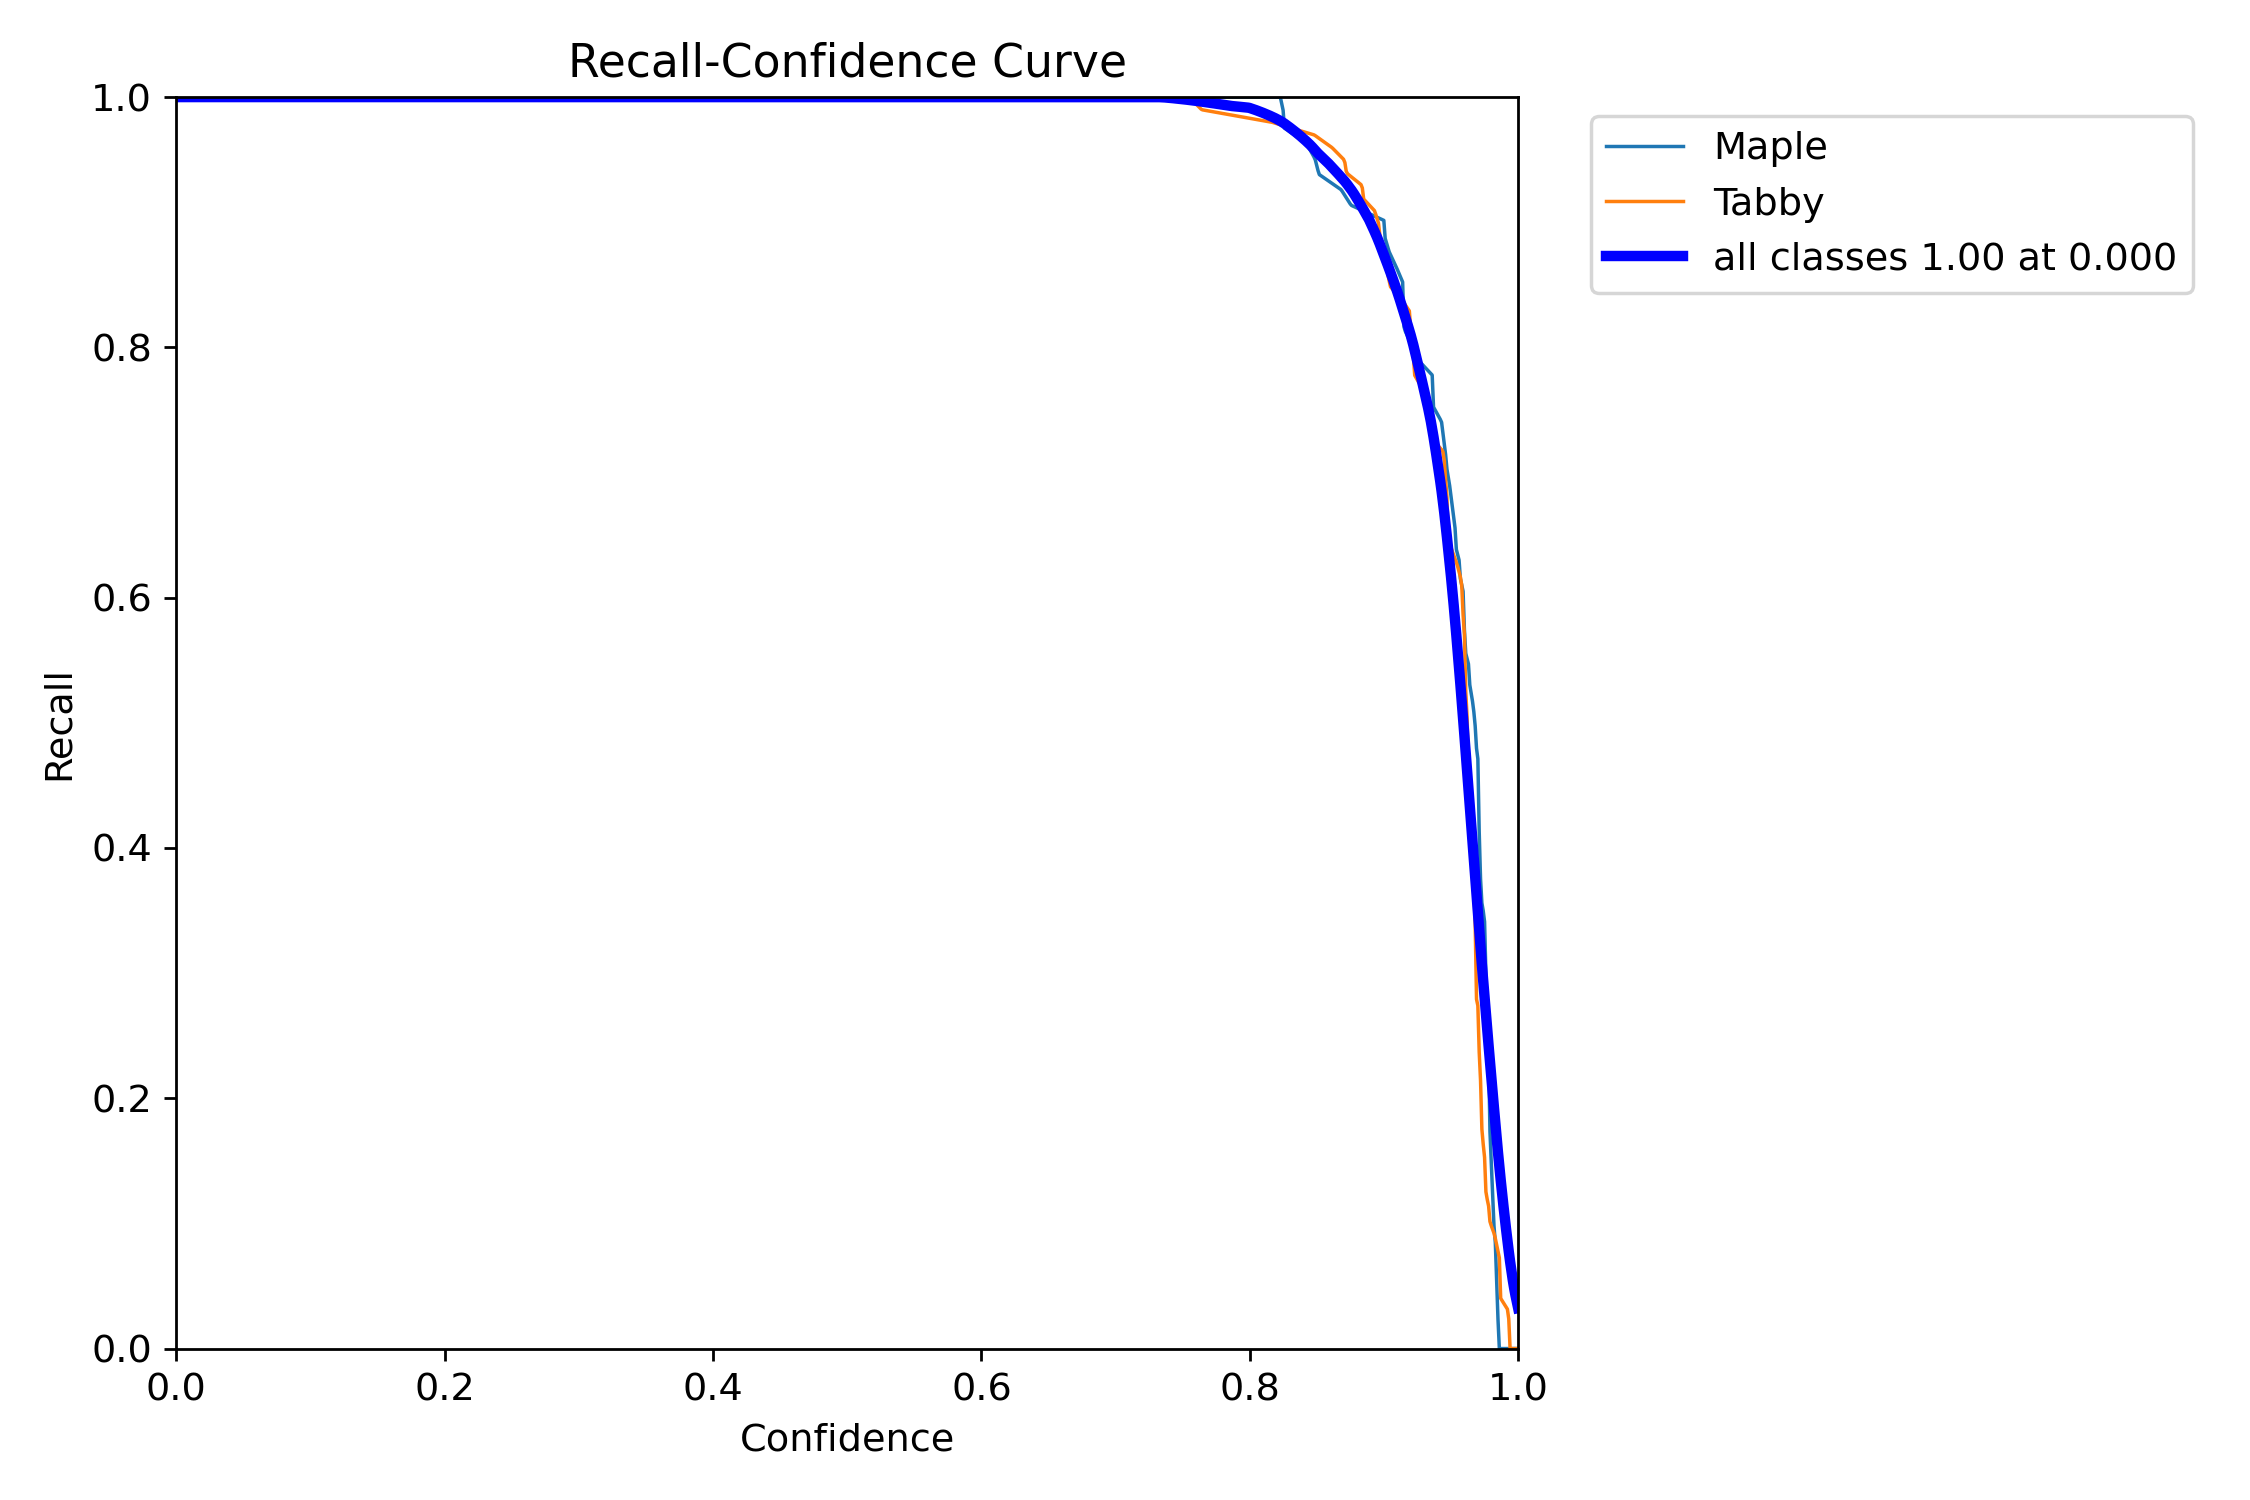 Recall-Confidence Curve
1.0
0.8
0.6
0.4
0.2
0.0
Recall
0.0 0.2 0.4 0.6 0.8 1.0
Confidence
Maple
Tabby
all classes 1.00 at 0.000